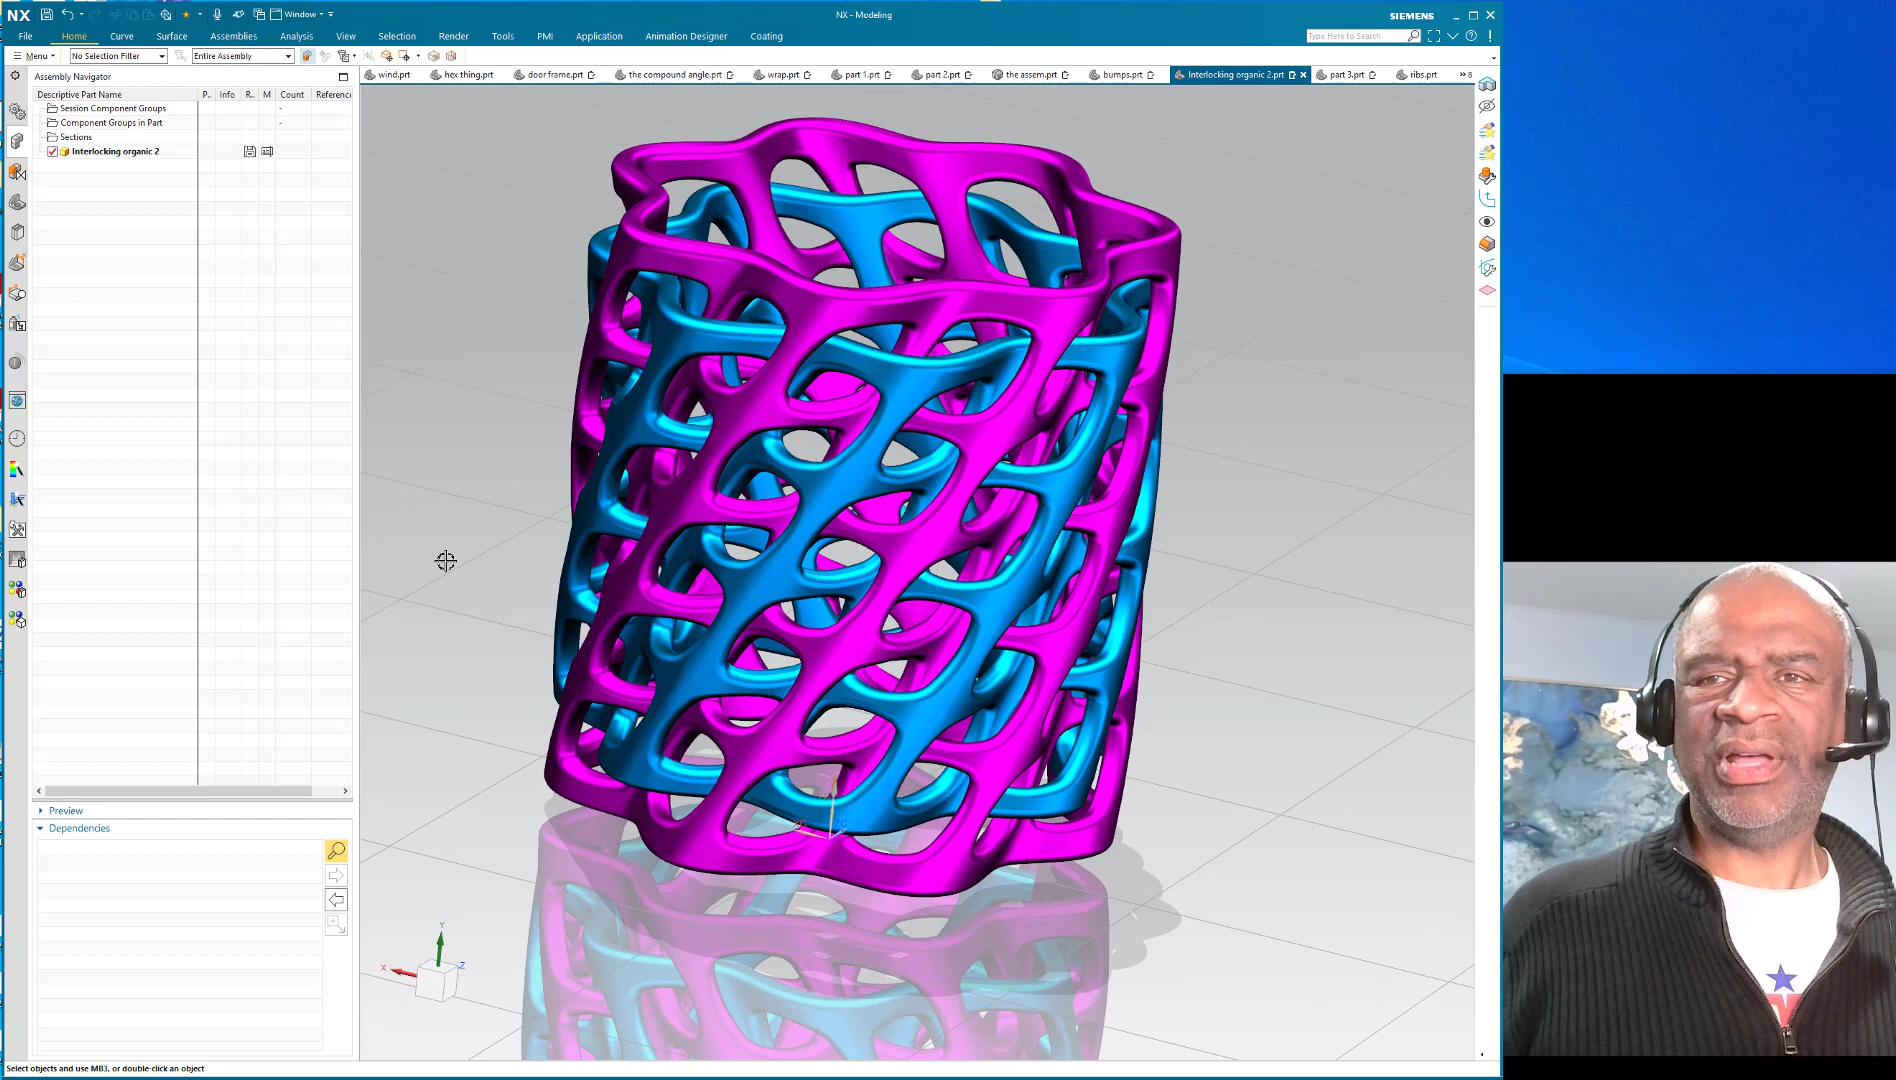 NX
Window
NX - Modeling
SIEMENS
File Home Curve Surface Assemblies Analysis View Selection Render Tools PMI Application Animation Designer Coating
Type Here to Search
Menu No Selection Filter Entire Assembly
Assembly Navigator
wind.prt hex thing.prt door frame.prt the compound angle.prt wrap.prt part 1.prt part 2.prt the assem.prt bumps.prt Interlocking organic 2.prt part 3.prt ribs.prt 8
Descriptive Part Name P.. Info R.. M Count Referenc
Session Component Groups -
Component Groups in Part -
Sections
Interlocking organic 2
Preview
Dependencies
XC ZC
Y
X Z
Select objects and use MB3, or double-click an object